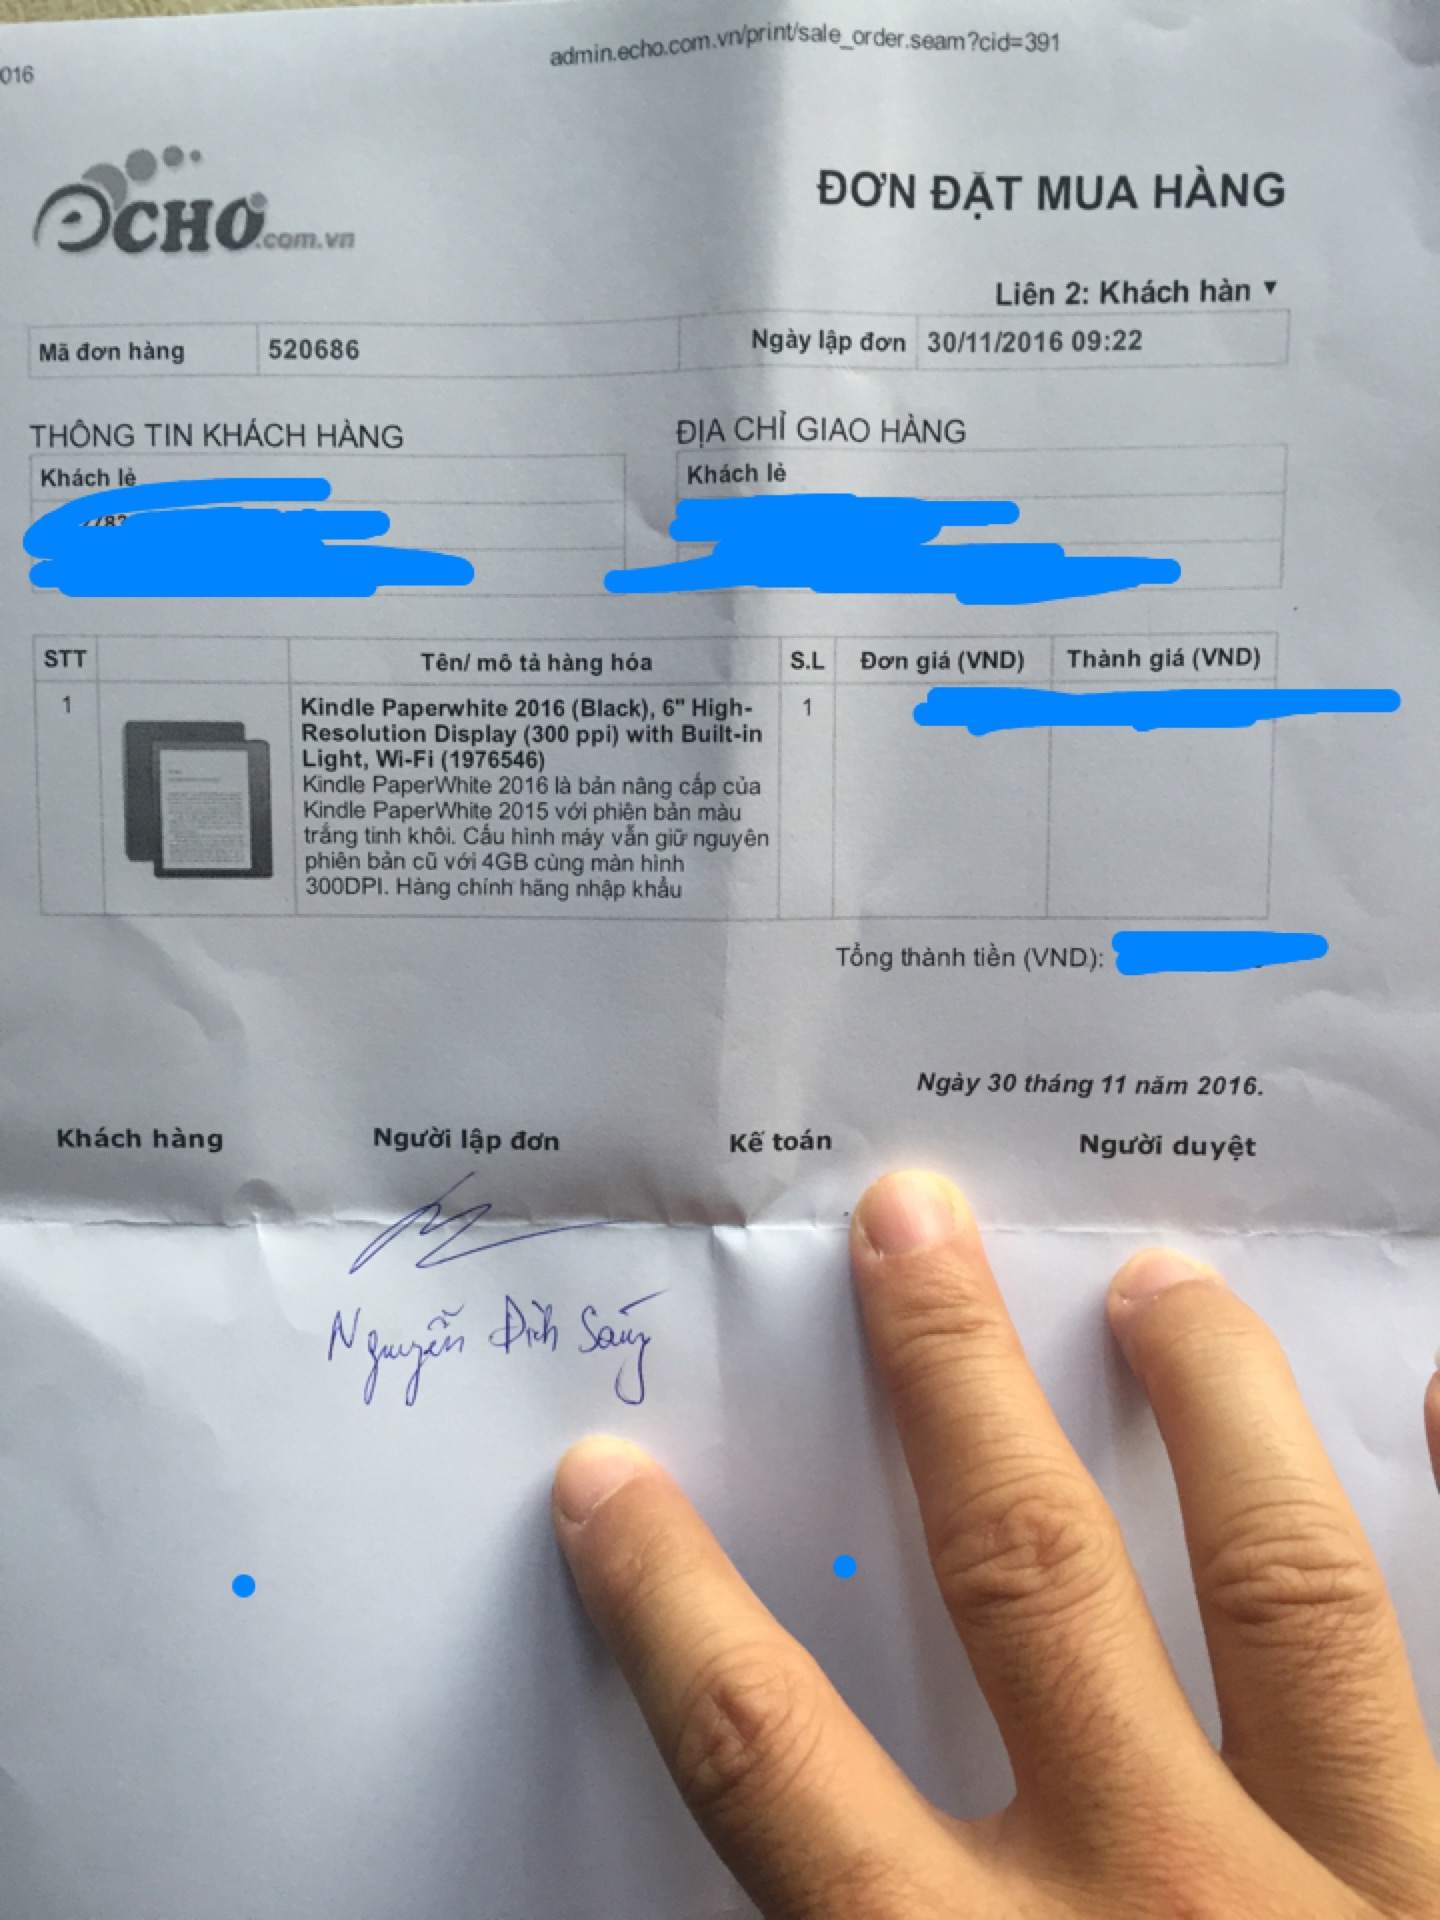 016
admin.echo.com.vn/print/sale_order.seam?cid=391
eCHO.com.vn
ĐƠN ĐẶT MUA HÀNG
Liên 2: Khách hàn ▼
Mã đơn hàng 520686 Ngày lập đơn 30/11/2016 09:22
THÔNG TIN KHÁCH HÀNG
ĐỊA CHỈ GIAO HÀNG
Khách lẻ
Khách lẻ
STT Tên/ mô tả hàng hóa S.L Đơn giá (VND) Thành giá (VND)
1 Kindle Paperwhite 2016 (Black), 6" High- 1
Resolution Display (300 ppi) with Built-in
Light, Wi-Fi (1976546)
Kindle PaperWhite 2016 là bản nâng cấp của
Kindle PaperWhite 2015 với phiên bản màu
trắng tinh khôi. Cấu hình máy vẫn giữ nguyên
phiên bản cũ với 4GB cùng màn hình
300DPI. Hàng chính hãng nhập khẩu
Tổng thành tiền (VND):
Ngày 30 tháng 11 năm 2016.
Khách hàng Người lập đơn Kế toán Người duyệt
Nguyễn